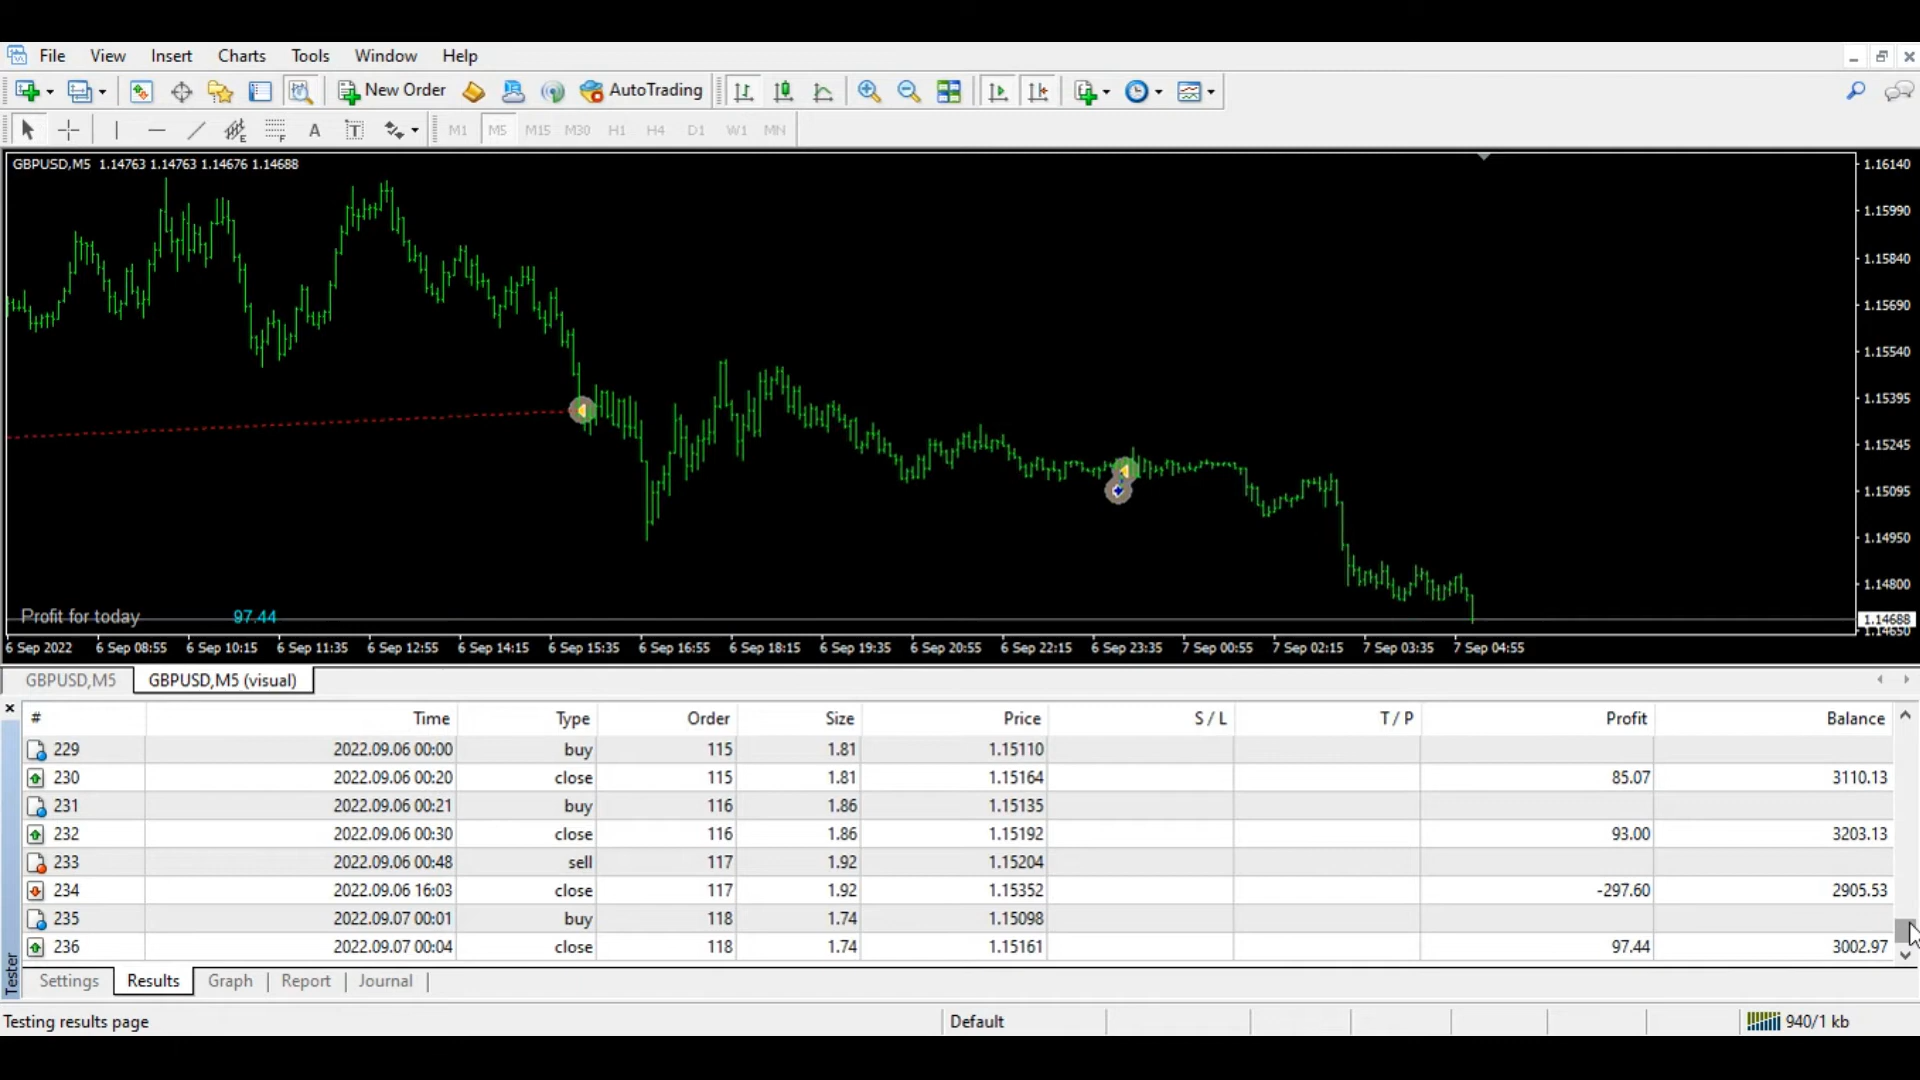 File View Insert Charts Tools Window Help
New Order AutoTrading
E F A T M1 M5 M15 M30 H1 H4 D1 W1 MN
GBPUSD,M5 1.14763 1.14763 1.14676 1.14688
1.16140
1.15990
1.15840
1.15690
1.15540
1.15395
1.15245
1.15095
1.14950
1.14800
1.14688
1.14650
Profit for today 97.44
6 Sep 2022 6 Sep 08:55 6 Sep 10:15 6 Sep 11:35 6 Sep 12:55 6 Sep 14:15 6 Sep 15:35 6 Sep 16:55 6 Sep 18:15 6 Sep 19:35 6 Sep 20:55 6 Sep 22:15 6 Sep 23:35 7 Sep 00:55 7 Sep 02:15 7 Sep 03:35 7 Sep 04:55
GBPUSD,M5 GBPUSD,M5 (visual)
# Time Type Order Size Price S / L T / P Profit Balance
229 2022.09.06 00:00 buy 115 1.81 1.15110
230 2022.09.06 00:20 close 115 1.81 1.15164 85.07 3110.13
231 2022.09.06 00:21 buy 116 1.86 1.15135
232 2022.09.06 00:30 close 116 1.86 1.15192 93.00 3203.13
233 2022.09.06 00:48 sell 117 1.92 1.15204
234 2022.09.06 16:03 close 117 1.92 1.15352 -297.60 2905.53
235 2022.09.07 00:01 buy 118 1.74 1.15098
236 2022.09.07 00:04 close 118 1.74 1.15161 97.44 3002.97
Tester
Settings Results Graph Report Journal
Testing results page Default 940/1 kb